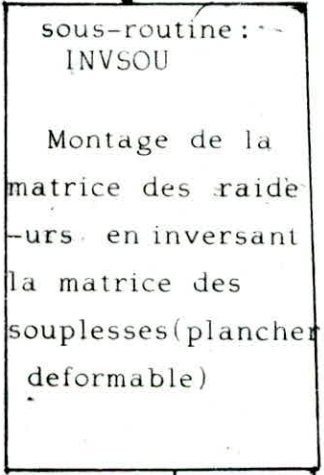 sous-routine:
INVSOU
Montage de la
matrice des raide
-urs en inversant
la matrice des
souplesses(plancher
deformable)